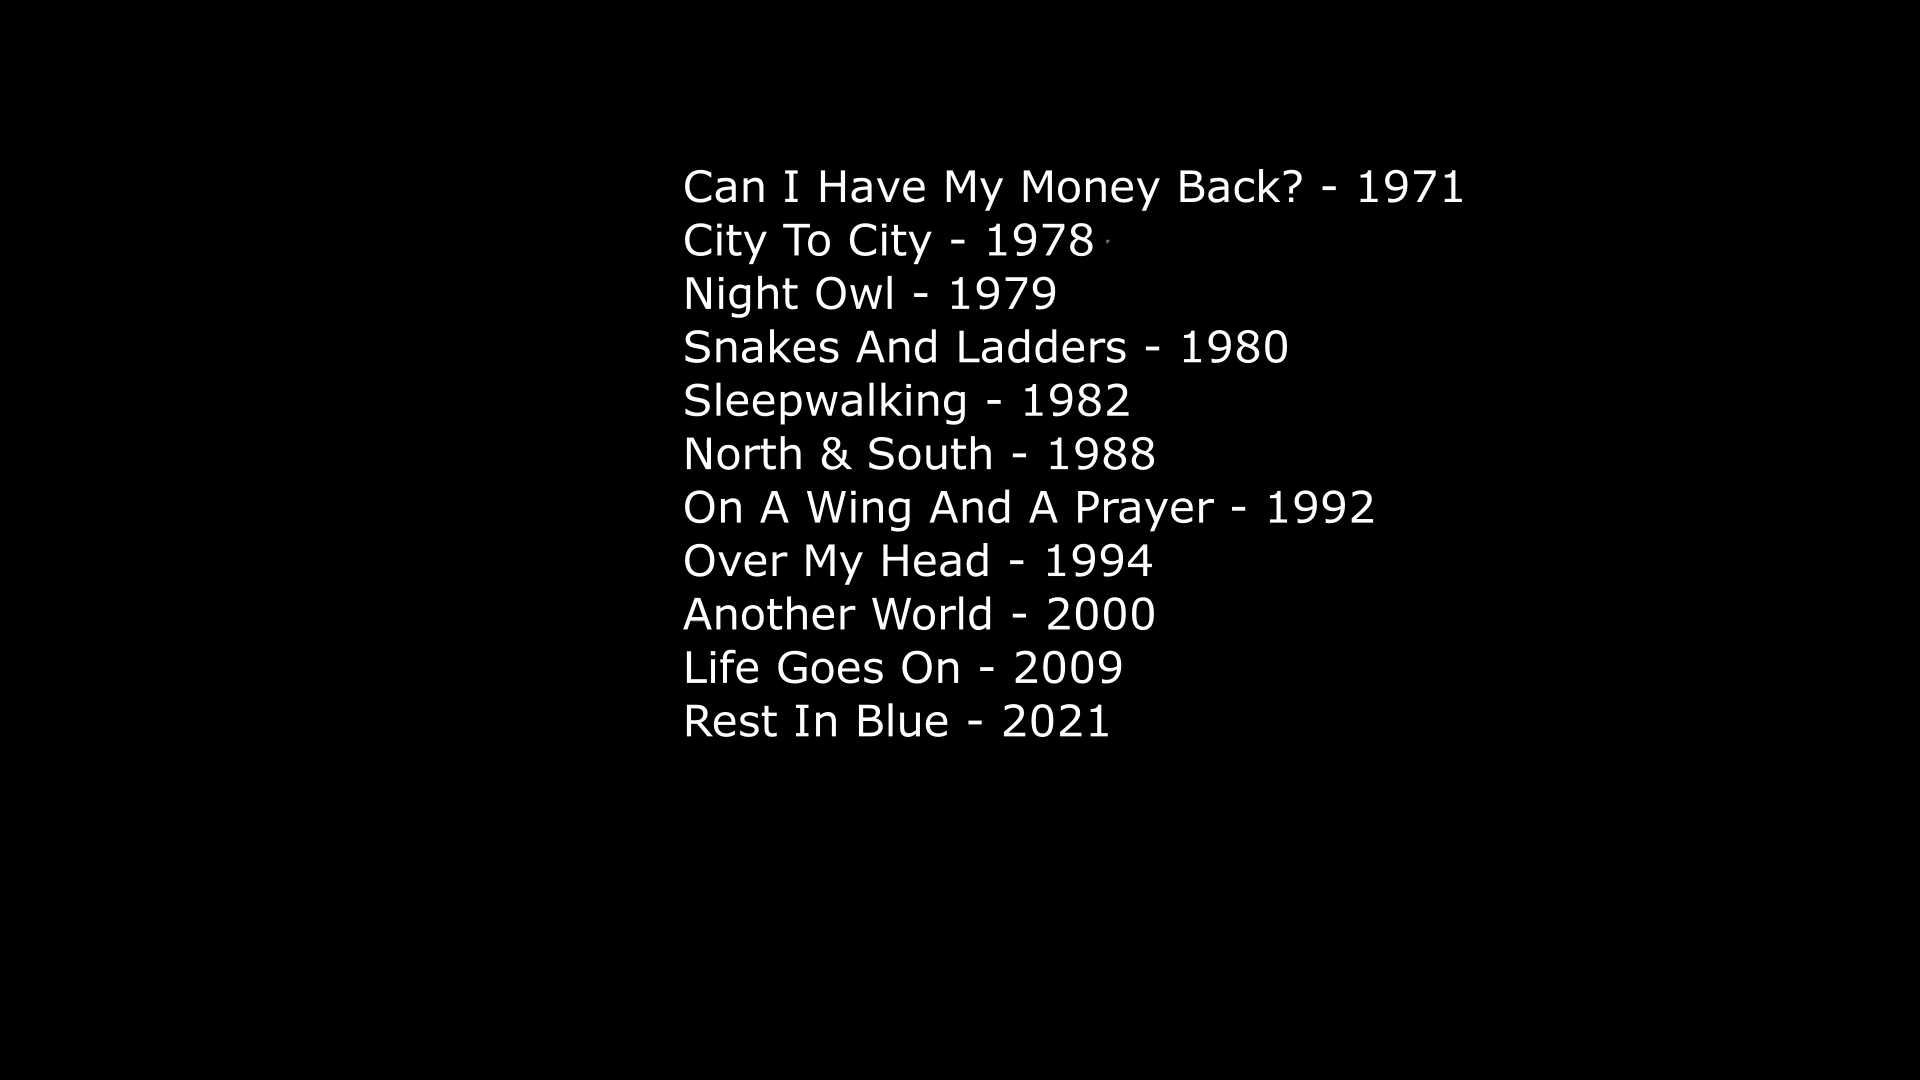 Can I Have My Money Back? - 1971
City To City - 1978
Night Owl - 1979
Snakes And Ladders - 1980
Sleepwalking - 1982
North & South - 1988
On A Wing And A Prayer - 1992
Over My Head - 1994
Another World - 2000
Life Goes On - 2009
Rest In Blue - 2021